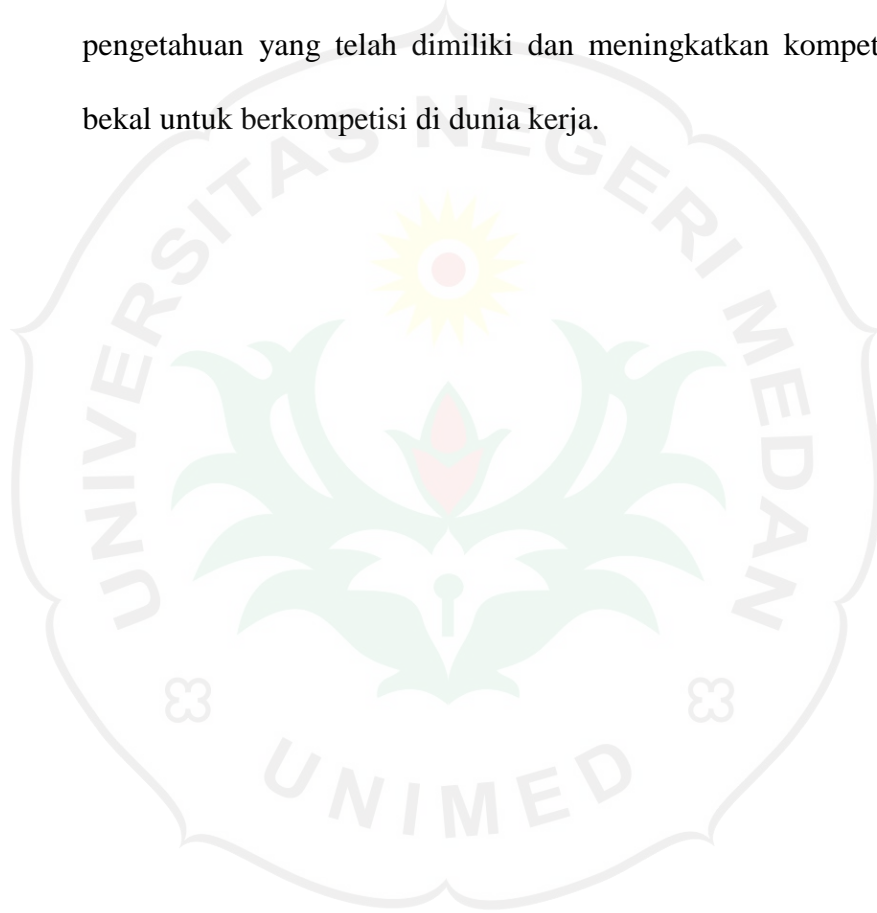 pengetahuan yang telah dimiliki dan meningkatkan kompet
bekal untuk berkompetisi di dunia kerja.
UNIVERSITAS NEGERI MEDAN
UNIMED